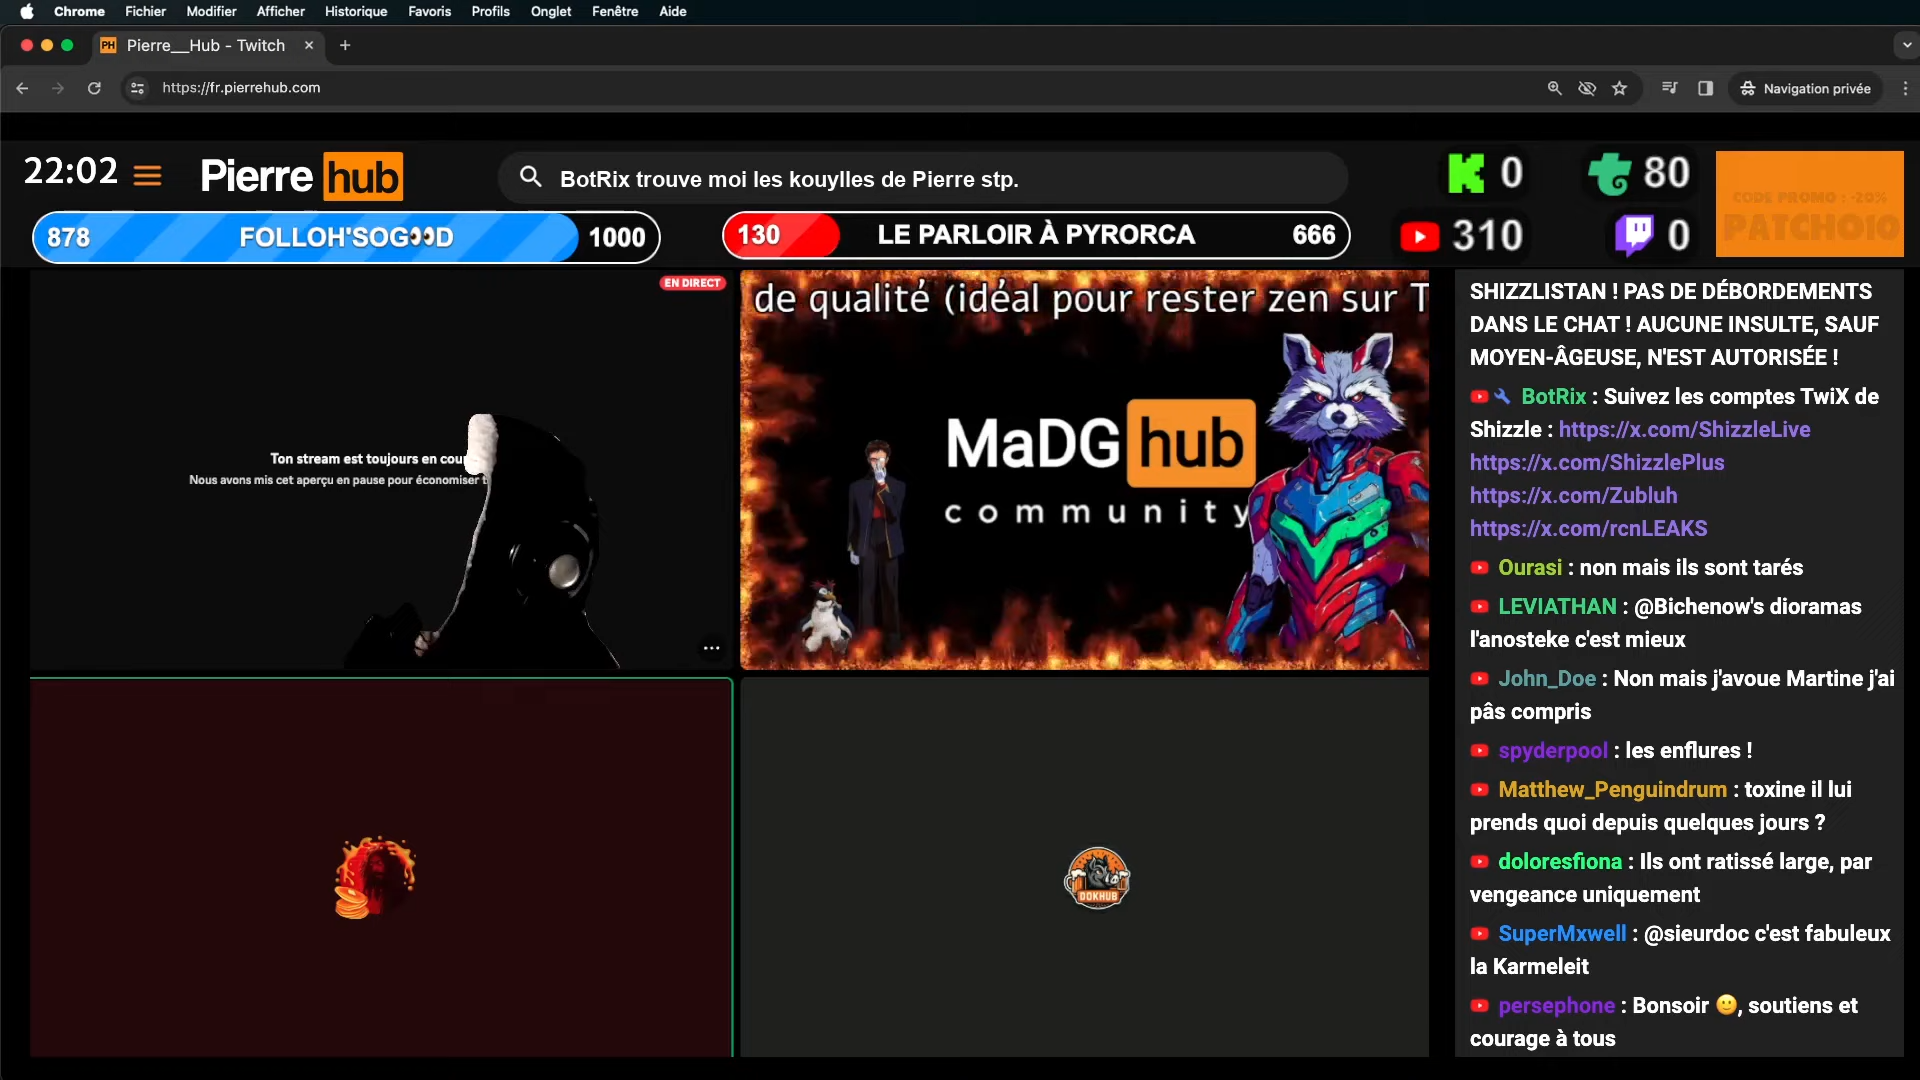 Chrome Fichier Modifier Afficher Historique Favoris Profils Onglet Fenêtre Aide
PH Pierre__Hub - Twitch
https://fr.pierrehub.com
Navigation privée
22:02
Pierre hub
BotRix trouve moi les kouylles de Pierre stp.
0
80
878 FOLLOH'SOG👀D 1000
130 LE PARLOIR À PYRORCA 666
310
0
CODE PROMO : -20%
PATCHO10
EN DIRECT
Ton stream est toujours en cou
Nous avons mis cet aperçu en pause pour économiser t
de qualité (idéal pour rester zen sur T
MaDG hub
community
DOKHUB
SHIZZLISTAN ! PAS DE DÉBORDEMENTS
DANS LE CHAT ! AUCUNE INSULTE, SAUF
MOYEN-ÂGEUSE, N'EST AUTORISÉE !
BotRix : Suivez les comptes TwiX de
Shizzle : https://x.com/ShizzleLive
https://x.com/ShizzlePlus
https://x.com/Zubluh
https://x.com/rcnLEAKS
Ourasi : non mais ils sont tarés
LEVIATHAN : @Bichenow's dioramas
l'anosteke c'est mieux
John_Doe : Non mais j'avoue Martine j'ai
pâs compris
spyderpool : les enflures !
Matthew_Penguindrum : toxine il lui
prends quoi depuis quelques jours ?
doloresfiona : Ils ont ratissé large, par
vengeance uniquement
SuperMxwell : @sieurdoc c'est fabuleux
la Karmeleit
persephone : Bonsoir 🙂, soutiens et
courage à tous